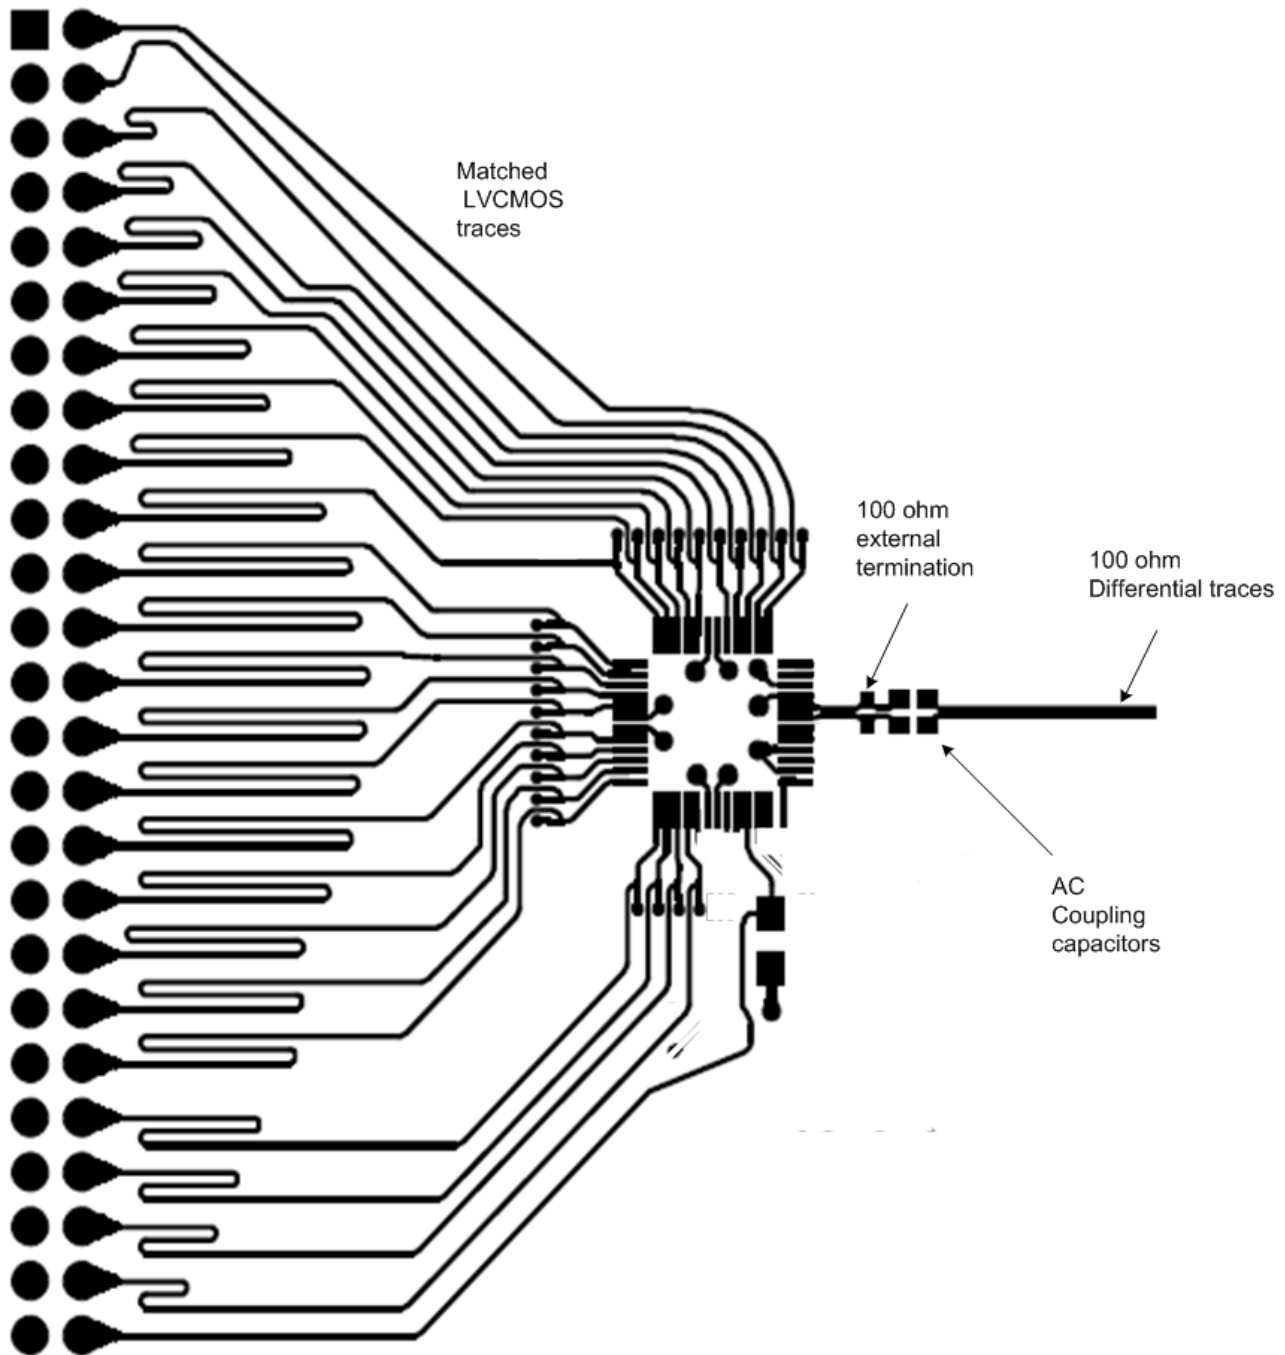 Matched
LVCMOS
traces
100 ohm
external
termination
100 ohm
Differential traces
AC
Coupling
capacitors